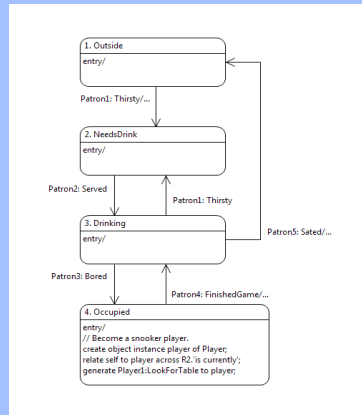 1. Outside
entry/
Patron1: Thirsty/...
2. NeedsDrink
entry/
Patron2: Served
Patron1: Thirsty
3. Drinking
entry/
Patron5: Sated/...
Patron3: Bored
Patron4: FinishedGame/...
4. Occupied
entry/
// Become a snooker player.
create object instance player of Player;
relate self to player across R2.'is currently';
generate Player1:LookForTable to player;